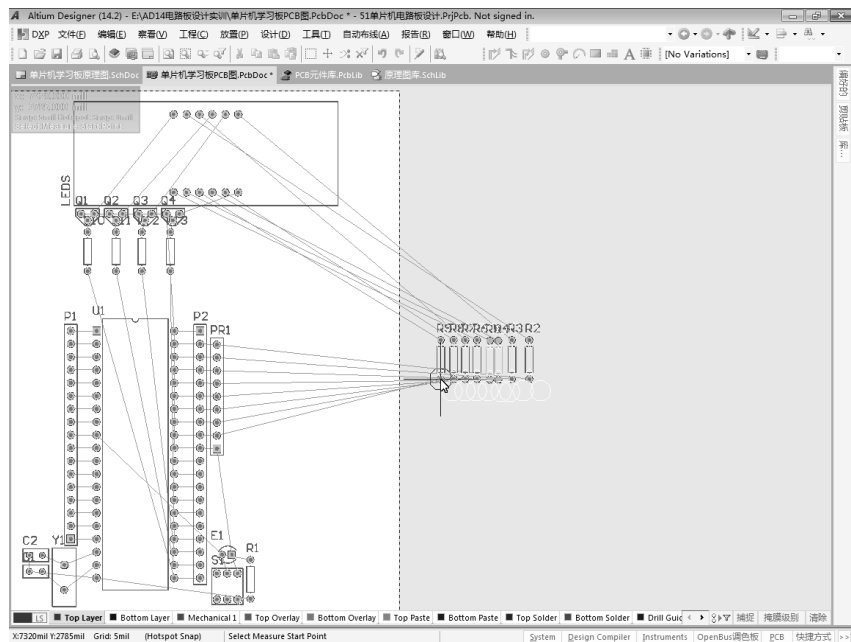 Altium Designer (14.2) - E:\AD14电路板设计实训\单片机学习板PCB图.PcbDoc * - 51单片机电路板设计.PrjPcb. Not signed in.
DXP 文件(F) 编辑(E) 察看(V) 工程(C) 放置(P) 设计(D) 工具(T) 自动布线(A) 报告(R) 窗口(W) 帮助(H)
[No Variations]
单片机学习板原理图.SchDoc 单片机学习板PCB图.PcbDoc * PCB元件库.PcbLib 原理图库.SchLib
偏好的
剪贴板
库...
LEDS
Q1 Q2 Q3 Q4
R3 R2
P1 U1 P2
PR1
C2 Y1
E1
R1
LS Top Layer Bottom Layer Mechanical 1 Top Overlay Bottom Overlay Top Paste Bottom Paste Top Solder Bottom Solder Drill Guid 捕捉 掩膜级别 清除
X:7320mil Y:2785mil Grid: 5mil (Hotspot Snap) Select Measure Start Point System Design Compiler Instruments OpenBus调色板 PCB 快捷方式 >>